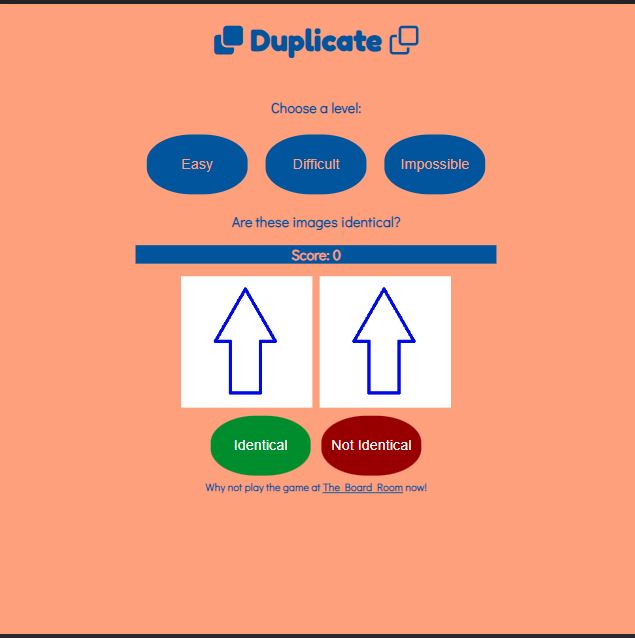 Duplicate
Choose a level:
Easy Difficult Impossible
Are these images identical?
Score: 0
Identical Not Identical
Why not play the game at The Board Room now!